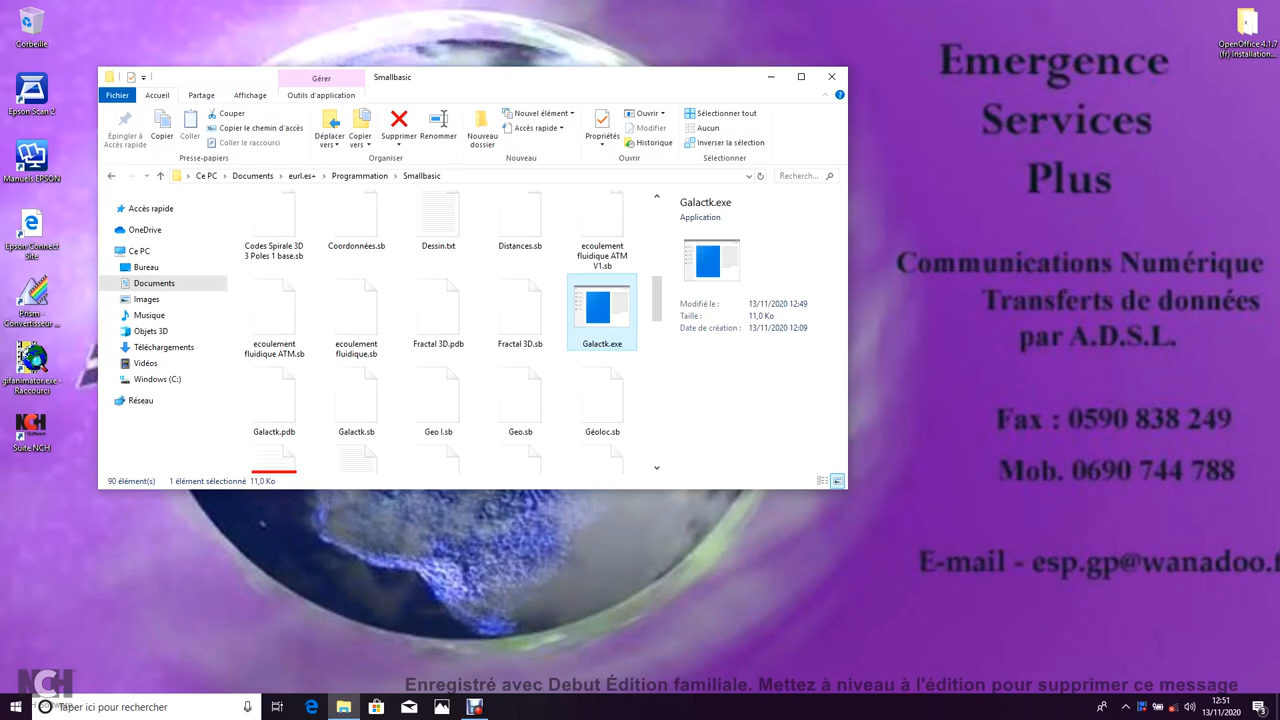 Corbeille
Epson Scan 2
Manuels EPSON
Epson Connect
Site
Prism -
Convertisseur ...
gifanimator.exe -
Raccourci
Suite NCH
OpenOffice 4.1.7
(fr) Installation...
Emergence
Services
Plus
Communications Numérique
Transferts de données
par A.D.S.L.
Fax : 0590 838 249
Mob. 0690 744 788
E-mail - esp.gp@wanadoo.f
Gérer
Smallbasic
Fichier
Accueil
Partage
Affichage
Outils d'application
Épingler à
Accès rapide
Copier
Coller
Couper
Copier le chemin d'accès
Coller le raccourci
Presse-papiers
Déplacer
vers
Copier
vers
Supprimer
Renommer
Organiser
Nouveau
dossier
Nouvel élément
Accès rapide
Nouveau
Propriétés
Ouvrir
Modifier
Historique
Ouvrir
Sélectionner tout
Aucun
Inverser la sélection
Sélectionner
Ce PC
Documents
eurl.es+
Programmation
Smallbasic
Recherch...
Accès rapide
OneDrive
Ce PC
Bureau
Documents
Images
Musique
Objets 3D
Téléchargements
Vidéos
Windows (C:)
Réseau
Codes Spirale 3D
3 Poles 1 base.sb
Coordonnées.sb
Dessin.txt
Distances.sb
ecoulement
fluidique ATM
V1.sb
ecoulement
fluidique ATM.sb
ecoulement
fluidique.sb
Fractal 3D.pdb
Fractal 3D.sb
Galactk.exe
Galactk.pdb
Galactk.sb
Geo I.sb
Geo.sb
Géoloc.sb
Galactk.exe
Application
Modifié le : 13/11/2020 12:49
Taille : 11,0 Ko
Date de création : 13/11/2020 12:09
90 élément(s)
1 élément sélectionné 11,0 Ko
NCH
Enregistré avec Debut Édition familiale. Mettez à niveau à l'édition pour supprimer ce message
Taper ici pour rechercher
12:51
13/11/2020